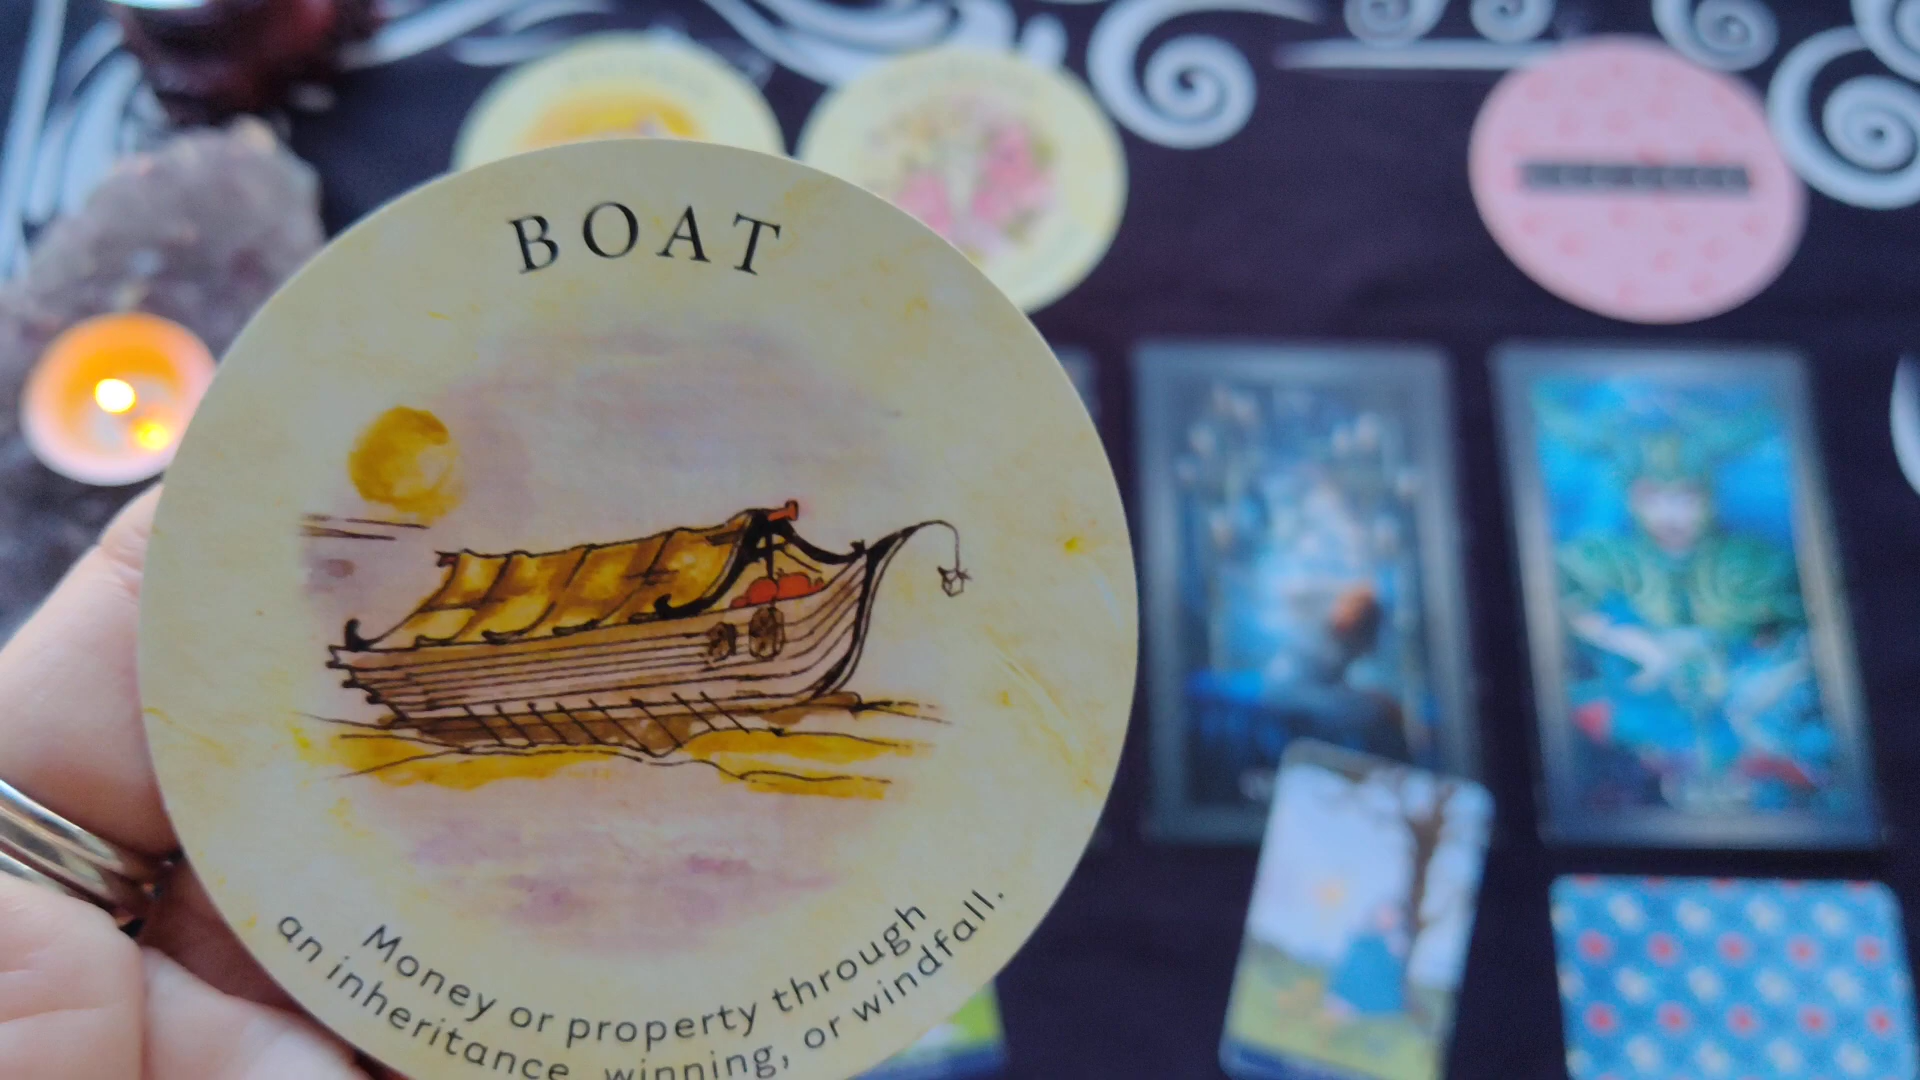 BOAT
Money or property through
an inheritance, winning, or windfall.